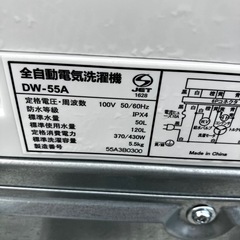 全自動電気洗濯機
DW-55A
JET
1628
定格電圧・周波数 100V 50/60Hz
防水等級 IPX4
標準水量 50L
標準使用水量 120L
定格消費電力 370/430W
標準洗濯容量 5.5kg
製造番号 55A3B0300
Made in China